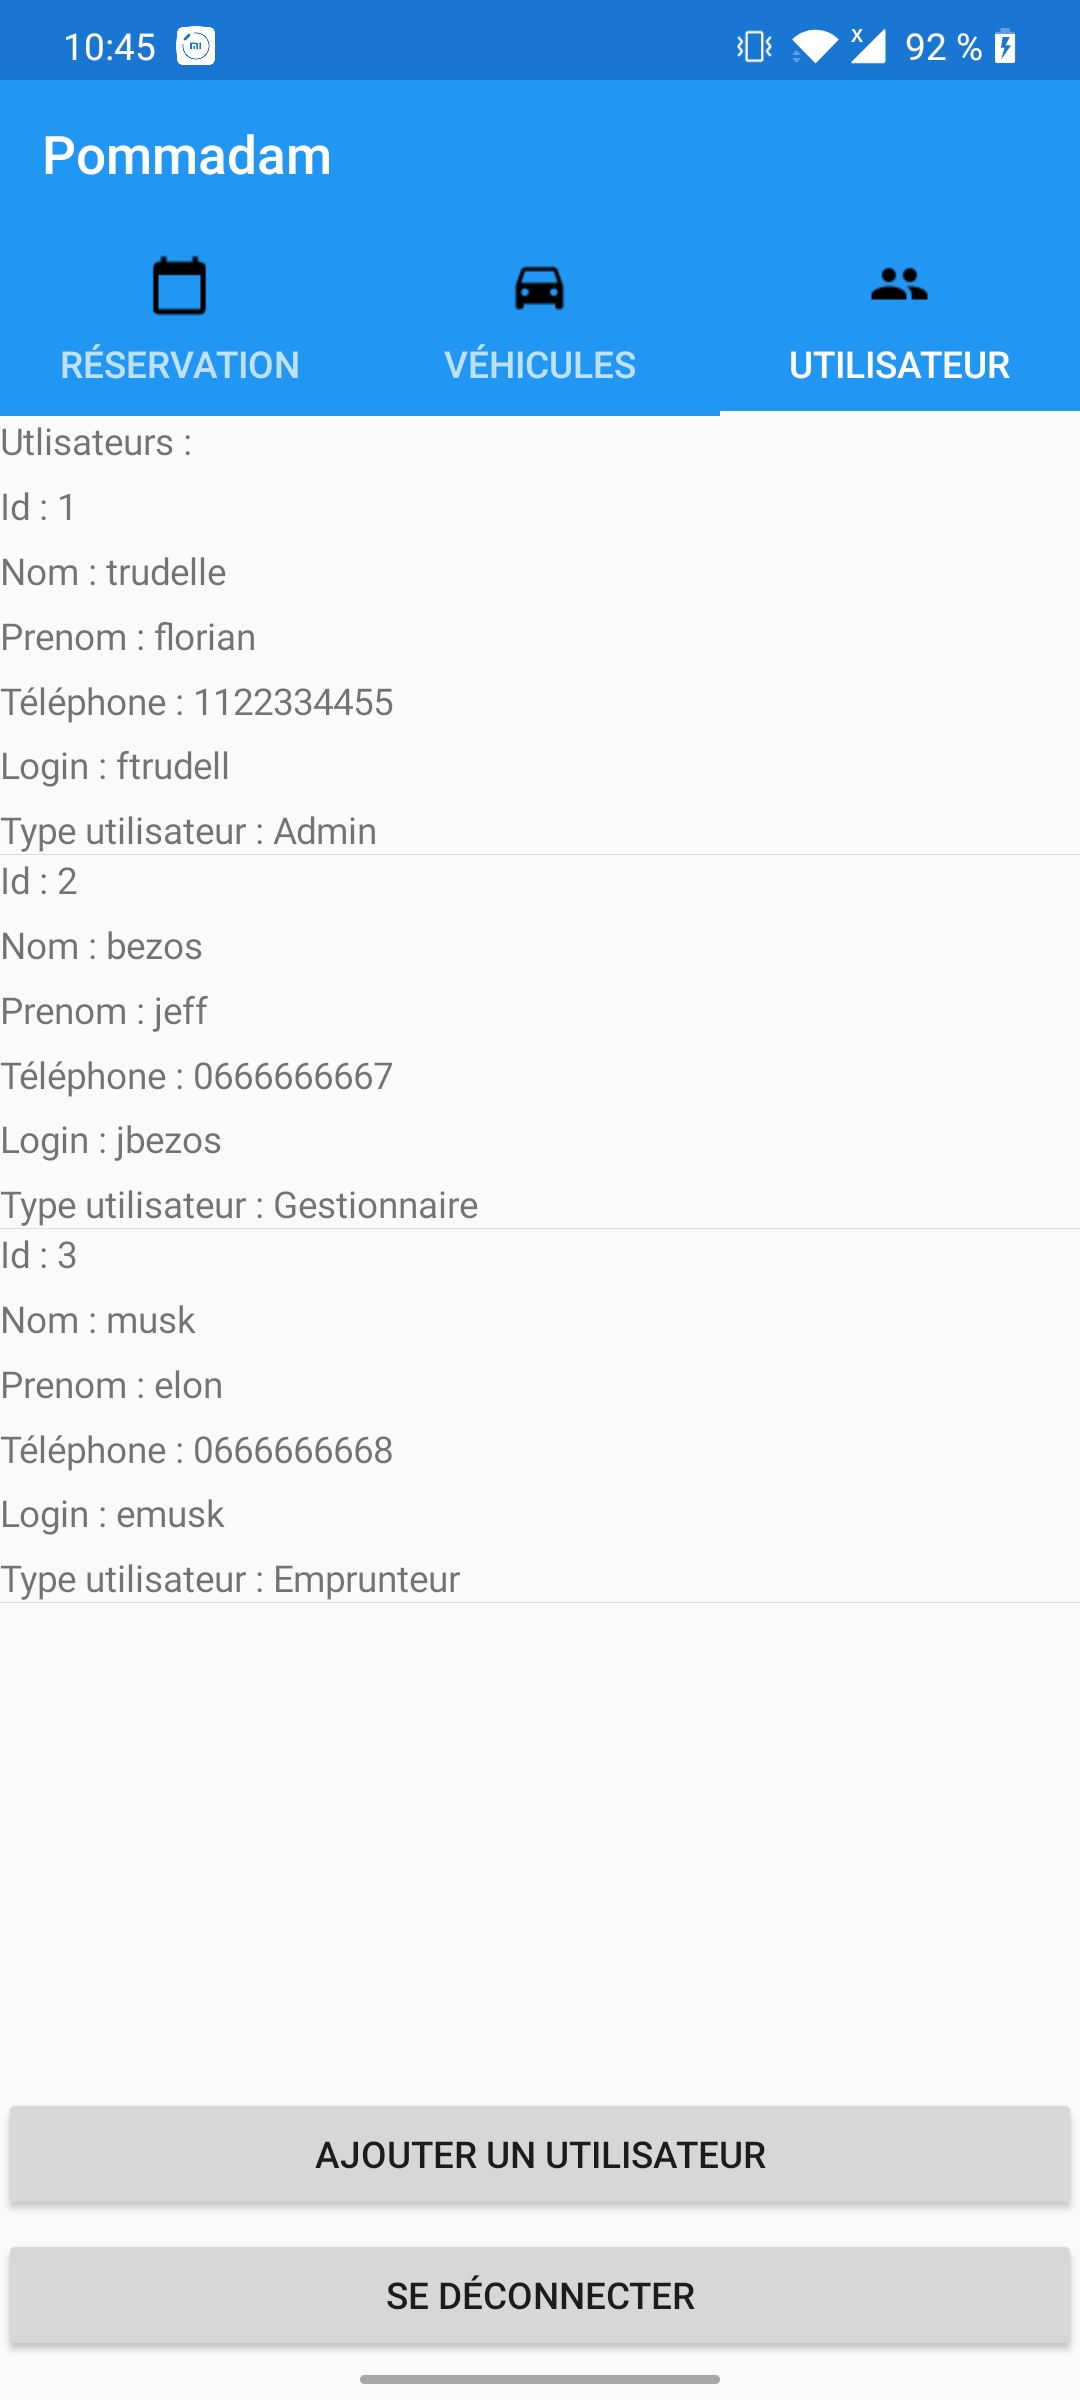 10:45
92 %
Pommadam
RÉSERVATION VÉHICULES UTILISATEUR
Utlisateurs :
Id : 1
Nom : trudelle
Prenom : florian
Téléphone : 1122334455
Login : ftrudell
Type utilisateur : Admin
Id : 2
Nom : bezos
Prenom : jeff
Téléphone : 0666666667
Login : jbezos
Type utilisateur : Gestionnaire
Id : 3
Nom : musk
Prenom : elon
Téléphone : 0666666668
Login : emusk
Type utilisateur : Emprunteur
AJOUTER UN UTILISATEUR
SE DÉCONNECTER